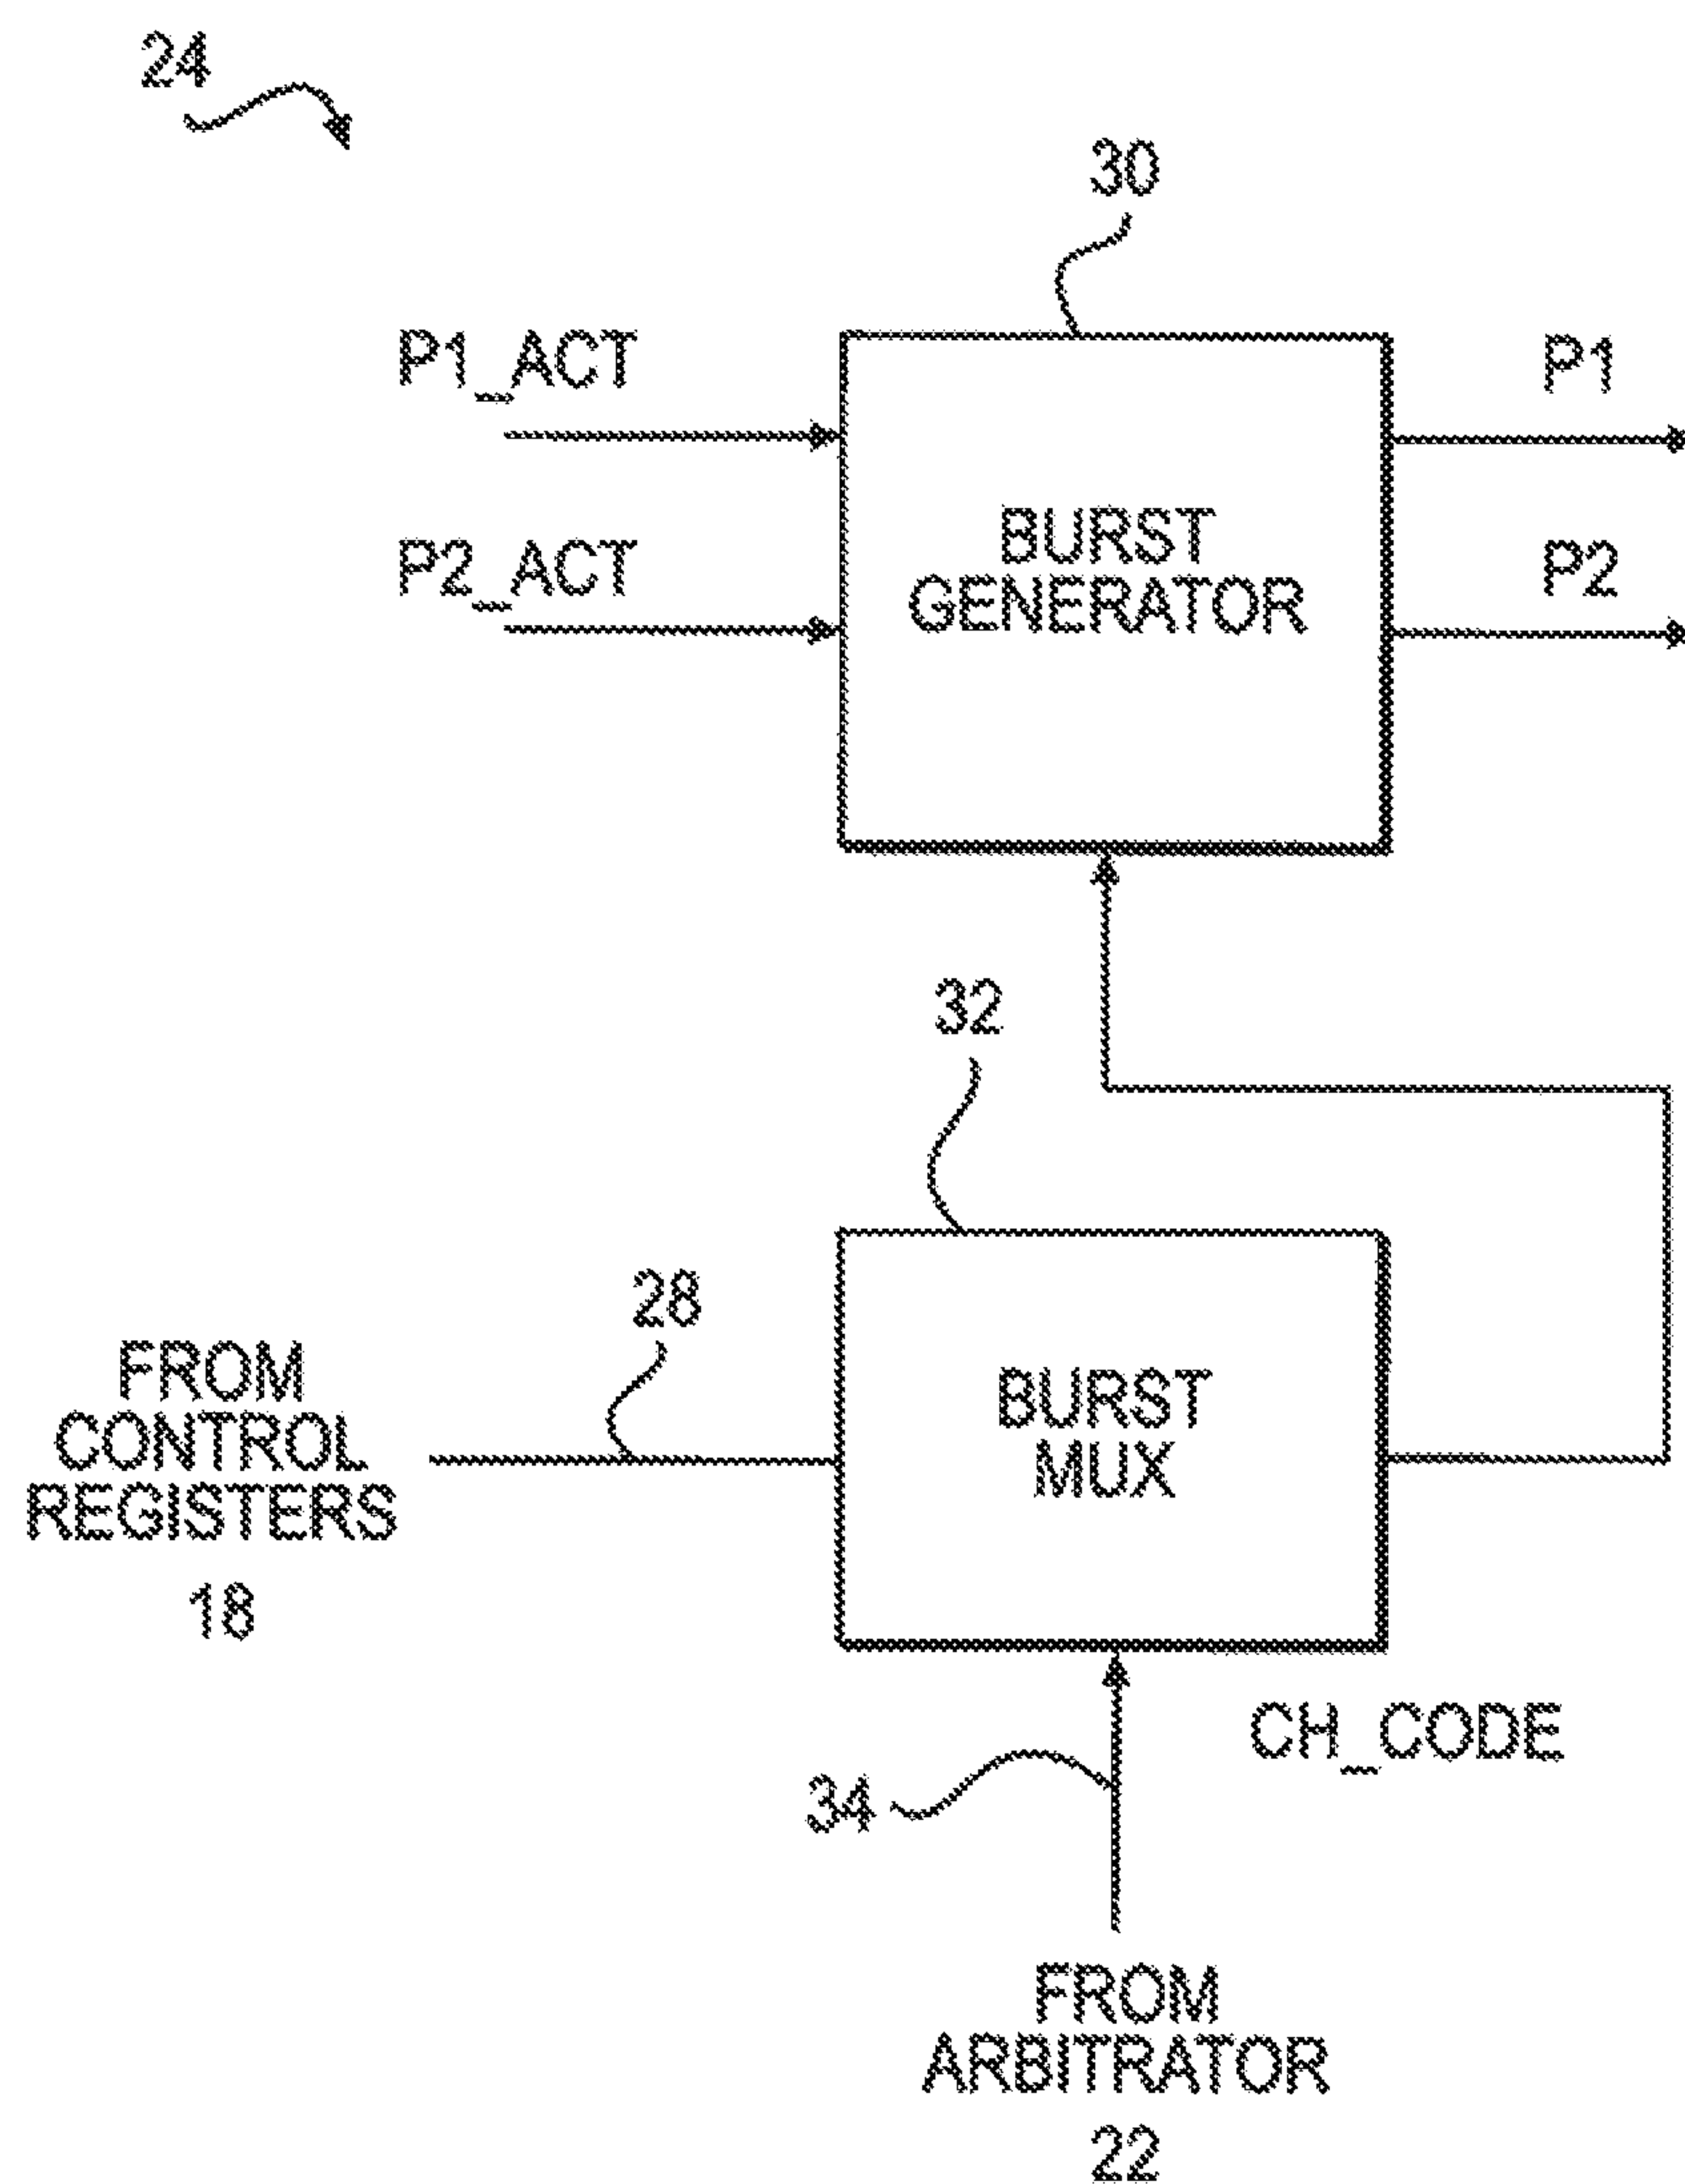 24
30
P1_ACT
P1
BURST
GENERATOR
P2_ACT
P2
32
28
FROM
CONTROL
REGISTERS
18
BURST
MUX
CH_CODE
34
FROM
ARBITRATOR
22